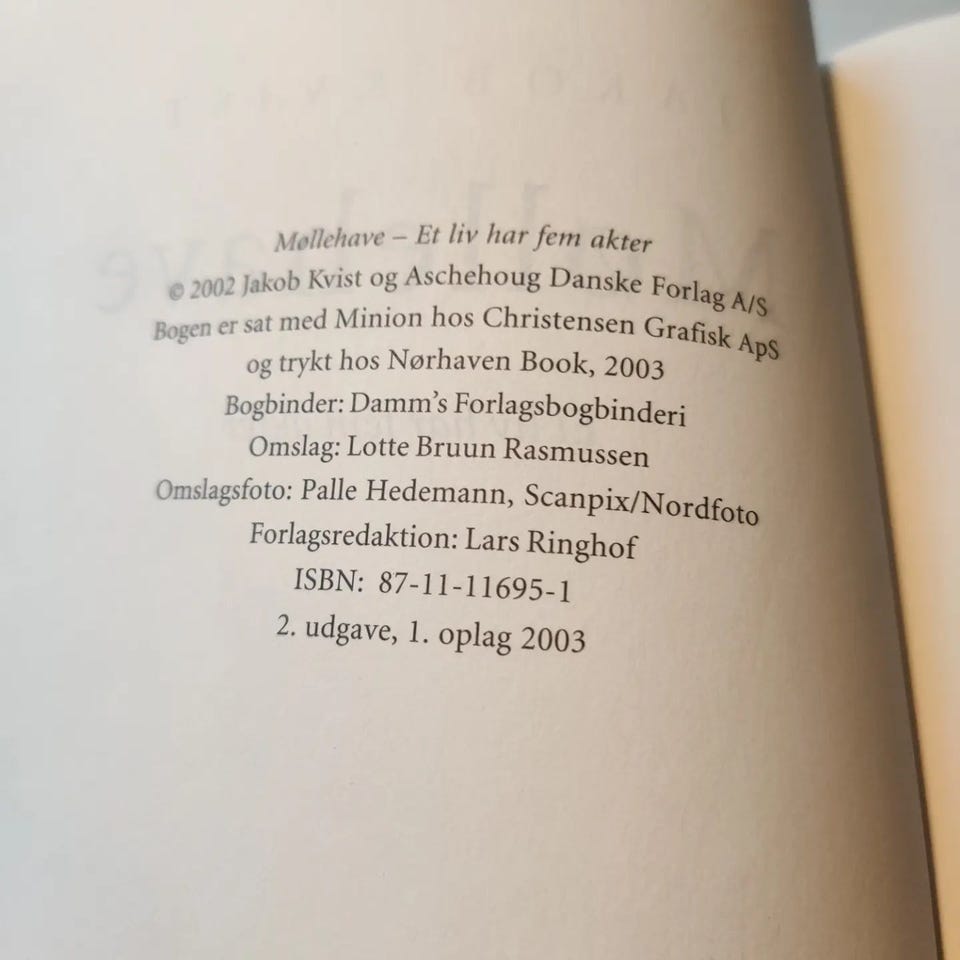 Møllehave – Et liv har fem akter
© 2002 Jakob Kvist og Aschehoug Danske Forlag A/S
Bogen er sat med Minion hos Christensen Grafisk ApS
og trykt hos Nørhaven Book, 2003
Bogbinder: Damm's Forlagsbogbinderi
Omslag: Lotte Bruun Rasmussen
Omslagsfoto: Palle Hedemann, Scanpix/Nordfoto
Forlagsredaktion: Lars Ringhof
ISBN: 87-11-11695-1
2. udgave, 1. oplag 2003